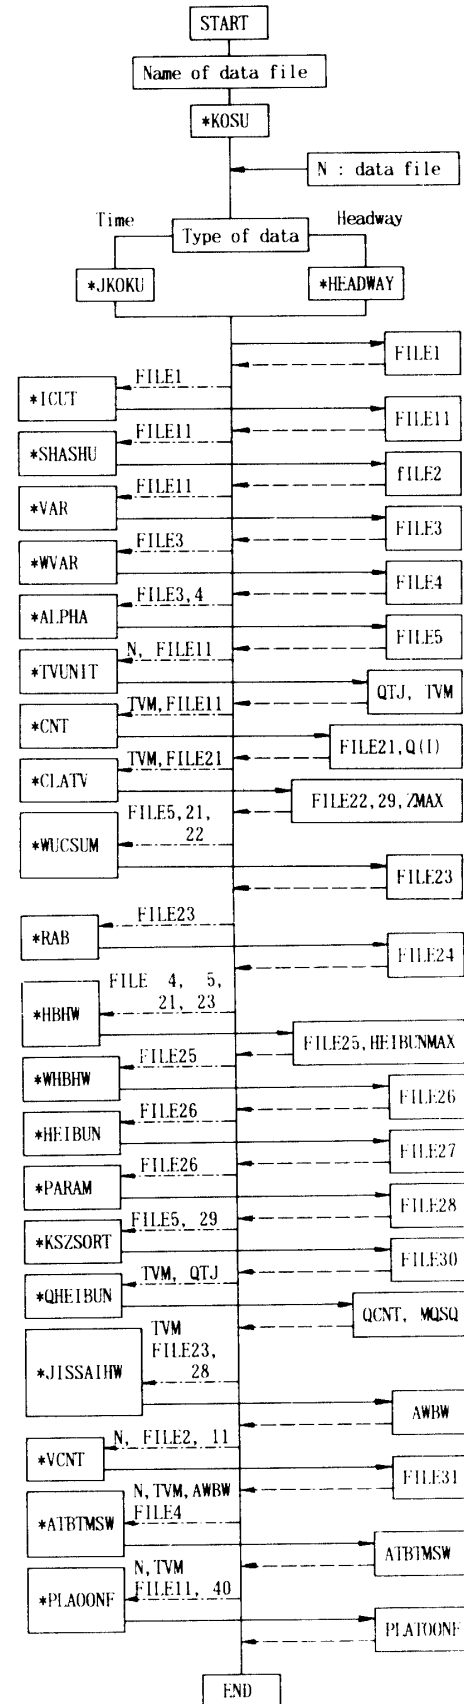 START
Name of data file
*KOSU
N : data file
Time
Headway
Type of data
*JKOKU
*HEADWAY
FILE1
FILE1
*ICUT
FILE11
FILE11
*SHASHU
fILE2
FILE11
*VAR
FILE3
FILE3
*WVAR
FILE4
FILE3,4
*ALPHA
FILE5
N, FILE11
*TVUNIT
QTJ, TVM
TVM,FILE11
*CNT
FILE21,Q(I)
TVM,FILE21
*CLATV
FILE22,29,ZMAX
FILE5,21,
22
*WUCSUM
FILE23
FILE23
*RAB
FILE24
FILE 4, 5,
21, 23
*HBHW
FILE25,HEIBUNMAX
FILE25
*WHBHW
FILE26
FILE26
*HEIBUN
FILE27
FILE26
*PARAM
FILE28
FILE5, 29
*KSZSORT
FILE30
TVM, QTJ
*QHEIBUN
QCNT, MQSQ
TVM
FILE23,
28
*JISSAIHW
AWBW
N, FILE2, 11
*VCNT
FILE31
N,TVM,AWBW
FILE4
*ATBTMSW
ATBTMSW
N,TVM
FILE11, 40
*PLAOONF
PLATOONF
END